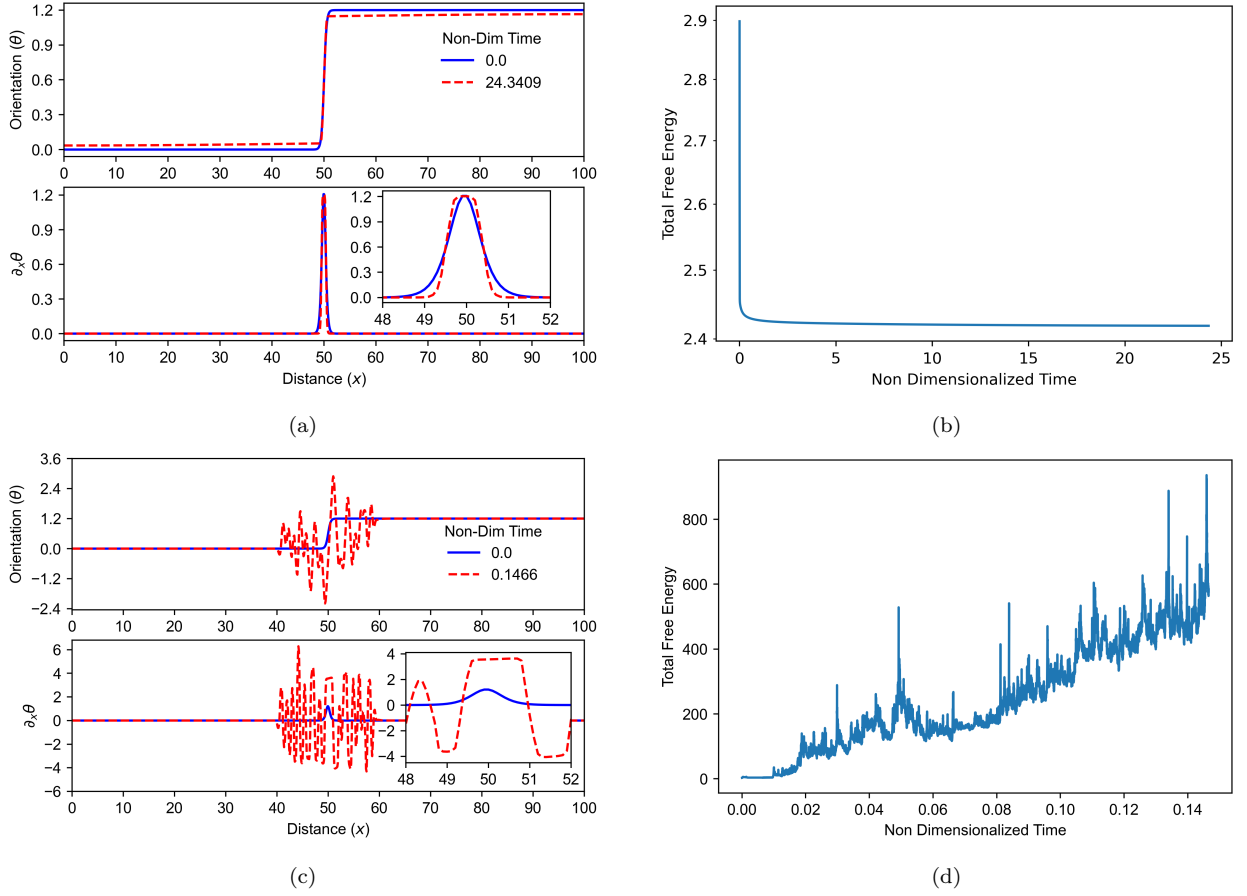 1.2
0.9
0.6
0.3
0.0
Orientation (θ)
Non-Dim Time
0.0
24.3409
0 10 20 30 40 50 60 70 80 90 100
1.2
0.9
0.6
0.3
0.0
∂ₓθ
1.2
0.9
0.6
0.3
0.0
48 49 50 51 52
0 10 20 30 40 50 60 70 80 90 100
Distance (x)
(a)
2.9
2.8
2.7
2.6
2.5
2.4
Total Free Energy
0 5 10 15 20 25
Non Dimensionalized Time
(b)
3.6
2.4
1.2
0.0
−1.2
−2.4
Orientation (θ)
Non-Dim Time
0.0
0.1466
0 10 20 30 40 50 60 70 80 90 100
6
4
2
0
−2
−4
−6
∂ₓθ
4
2
0
−2
−4
48 49 50 51 52
0 10 20 30 40 50 60 70 80 90 100
Distance (x)
(c)
800
600
400
200
0
Total Free Energy
0.00 0.02 0.04 0.06 0.08 0.10 0.12 0.14
Non Dimensionalized Time
(d)